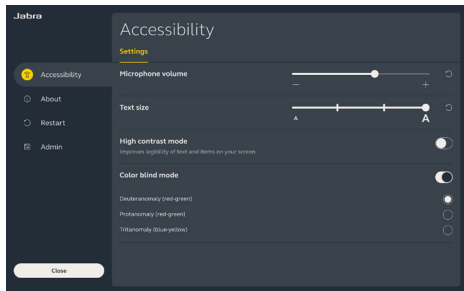 Jabra
Accessibility
Settings
Accessibility
About
Restart
Admin
Close
Microphone volume
Text size
A
A
High contrast mode
Improves legibility of text and items on your screen
Color blind mode
Deuteranomaly (red-green)
Protanomaly (red-green)
Tritanomaly (blue-yellow)